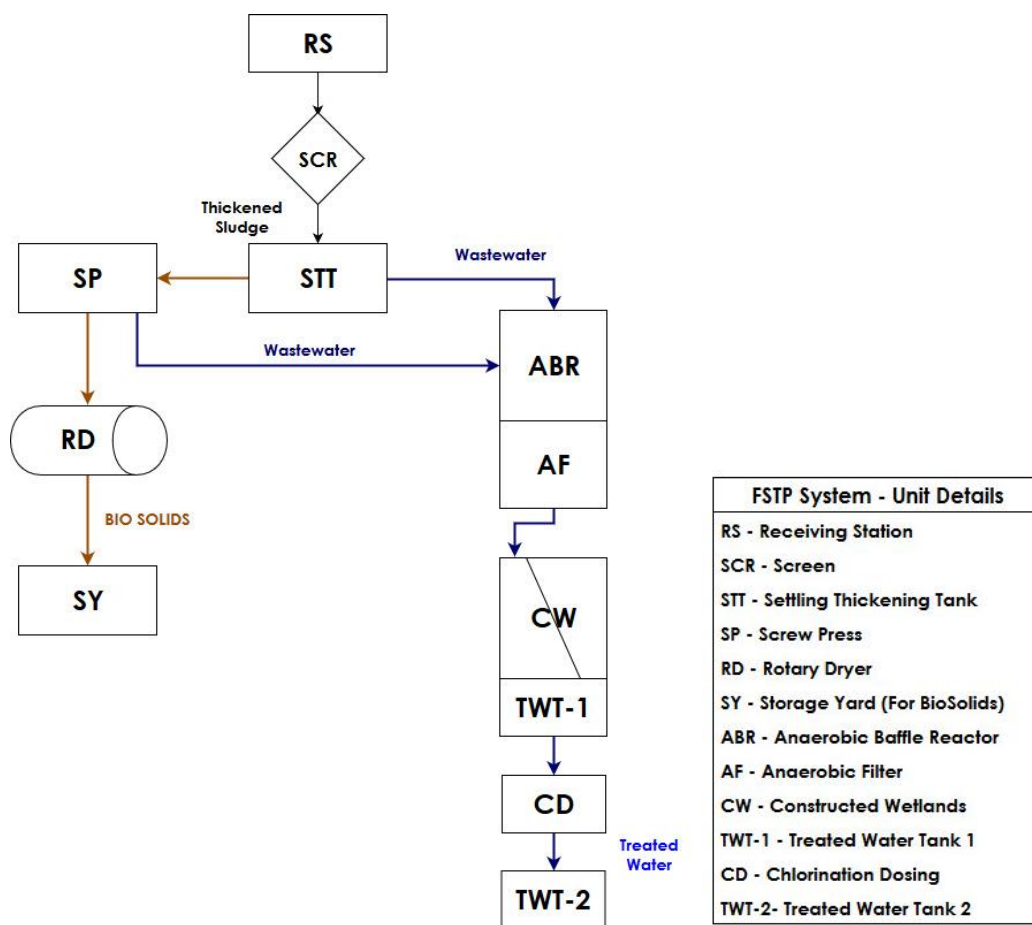 RS
SCR
Thickened
Sludge
SP
STT
Wastewater
Wastewater
ABR
RD
AF
BIO SOLIDS
SY
CW
TWT-1
CD
Treated
Water
TWT-2
FSTP System - Unit Details
RS - Receiving Station
SCR - Screen
STT - Settling Thickening Tank
SP - Screw Press
RD - Rotary Dryer
SY - Storage Yard (For BioSolids)
ABR - Anaerobic Baffle Reactor
AF - Anaerobic Filter
CW - Constructed Wetlands
TWT-1 - Treated Water Tank 1
CD - Chlorination Dosing
TWT-2- Treated Water Tank 2